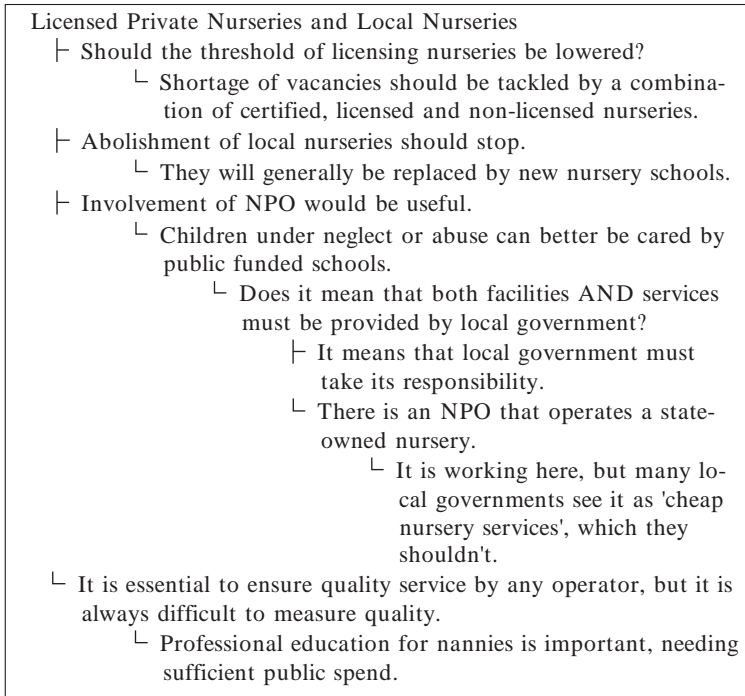 Licensed Private Nurseries and Local Nurseries
├ Should the threshold of licensing nurseries be lowered?
└ Shortage of vacancies should be tackled by a combina-
tion of certified, licensed and non-licensed nurseries.
├ Abolishment of local nurseries should stop.
└ They will generally be replaced by new nursery schools.
├ Involvement of NPO would be useful.
└ Children under neglect or abuse can better be cared by
public funded schools.
└ Does it mean that both facilities AND services
must be provided by local government?
├ It means that local government must
take its responsibility.
└ There is an NPO that operates a state-
owned nursery.
└ It is working here, but many lo-
cal governments see it as 'cheap
nursery services', which they
shouldn't.
└ It is essential to ensure quality service by any operator, but it is
always difficult to measure quality.
└ Professional education for nannies is important, needing
sufficient public spend.